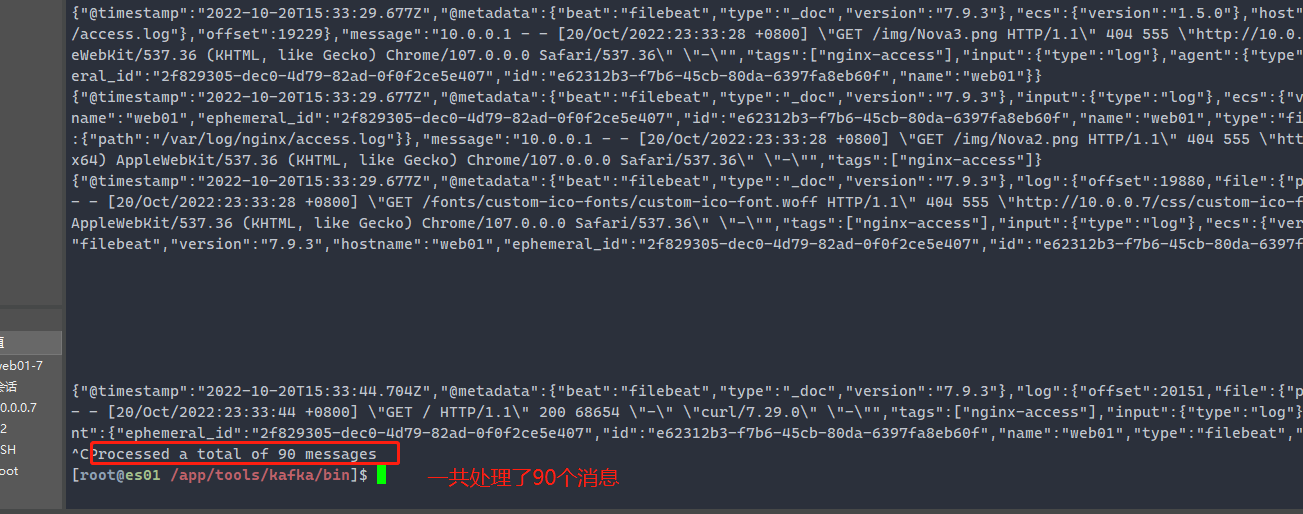 {"@timestamp":"2022-10-20T15:33:29.677Z","@metadata":{"beat":"filebeat","type":"_doc","version":"7.9.3"},"ecs":{"version":"1.5.0"},"host"
/access.log"},"offset":19229},"message":"10.0.0.1 - - [20/Oct/2022:23:33:28 +0800] \"GET /img/Nova3.png HTTP/1.1\" 404 555 \"http://10.0.
eWebKit/537.36 (KHTML, like Gecko) Chrome/107.0.0.0 Safari/537.36\" \"-\"","tags":["nginx-access"],"input":{"type":"log"},"agent":{"type"
eral_id":"2f829305-dec0-4d79-82ad-0f0f2ce5e407","id":"e62312b3-f7b6-45cb-80da-6397fa8eb60f","name":"web01"}}
{"@timestamp":"2022-10-20T15:33:29.677Z","@metadata":{"beat":"filebeat","type":"_doc","version":"7.9.3"},"input":{"type":"log"},"ecs":{"v
name":"web01","ephemeral_id":"2f829305-dec0-4d79-82ad-0f0f2ce5e407","id":"e62312b3-f7b6-45cb-80da-6397fa8eb60f","name":"web01","type":"fi
:{"path":"/var/log/nginx/access.log"}},"message":"10.0.0.1 - - [20/Oct/2022:23:33:28 +0800] \"GET /img/Nova2.png HTTP/1.1\" 404 555 \"htt
x64) AppleWebKit/537.36 (KHTML, like Gecko) Chrome/107.0.0.0 Safari/537.36\" \"-\"","tags":["nginx-access"]}
{"@timestamp":"2022-10-20T15:33:29.677Z","@metadata":{"beat":"filebeat","type":"_doc","version":"7.9.3"},"log":{"offset":19880,"file":{"p
- - [20/Oct/2022:23:33:28 +0800] \"GET /fonts/custom-ico-fonts/custom-ico-font.woff HTTP/1.1\" 404 555 \"http://10.0.0.7/css/custom-ico-f
AppleWebKit/537.36 (KHTML, like Gecko) Chrome/107.0.0.0 Safari/537.36\" \"-\"","tags":["nginx-access"],"input":{"type":"log"},"ecs":{"ver
"filebeat","version":"7.9.3","hostname":"web01","ephemeral_id":"2f829305-dec0-4d79-82ad-0f0f2ce5e407","id":"e62312b3-f7b6-45cb-80da-6397f
值
web01-7
会话
0.0.0.7
2
SH
oot
{"@timestamp":"2022-10-20T15:33:44.704Z","@metadata":{"beat":"filebeat","type":"_doc","version":"7.9.3"},"log":{"offset":20151,"file":{"p
- - [20/Oct/2022:23:33:44 +0800] \"GET / HTTP/1.1\" 200 68654 \"-\" \"curl/7.29.0\" \"-\"","tags":["nginx-access"],"input":{"type":"log"}
nt":{"ephemeral_id":"2f829305-dec0-4d79-82ad-0f0f2ce5e407","id":"e62312b3-f7b6-45cb-80da-6397fa8eb60f","name":"web01","type":"filebeat","
^CProcessed a total of 90 messages
[root@es01 /app/tools/kafka/bin]$
一共处理了90个消息